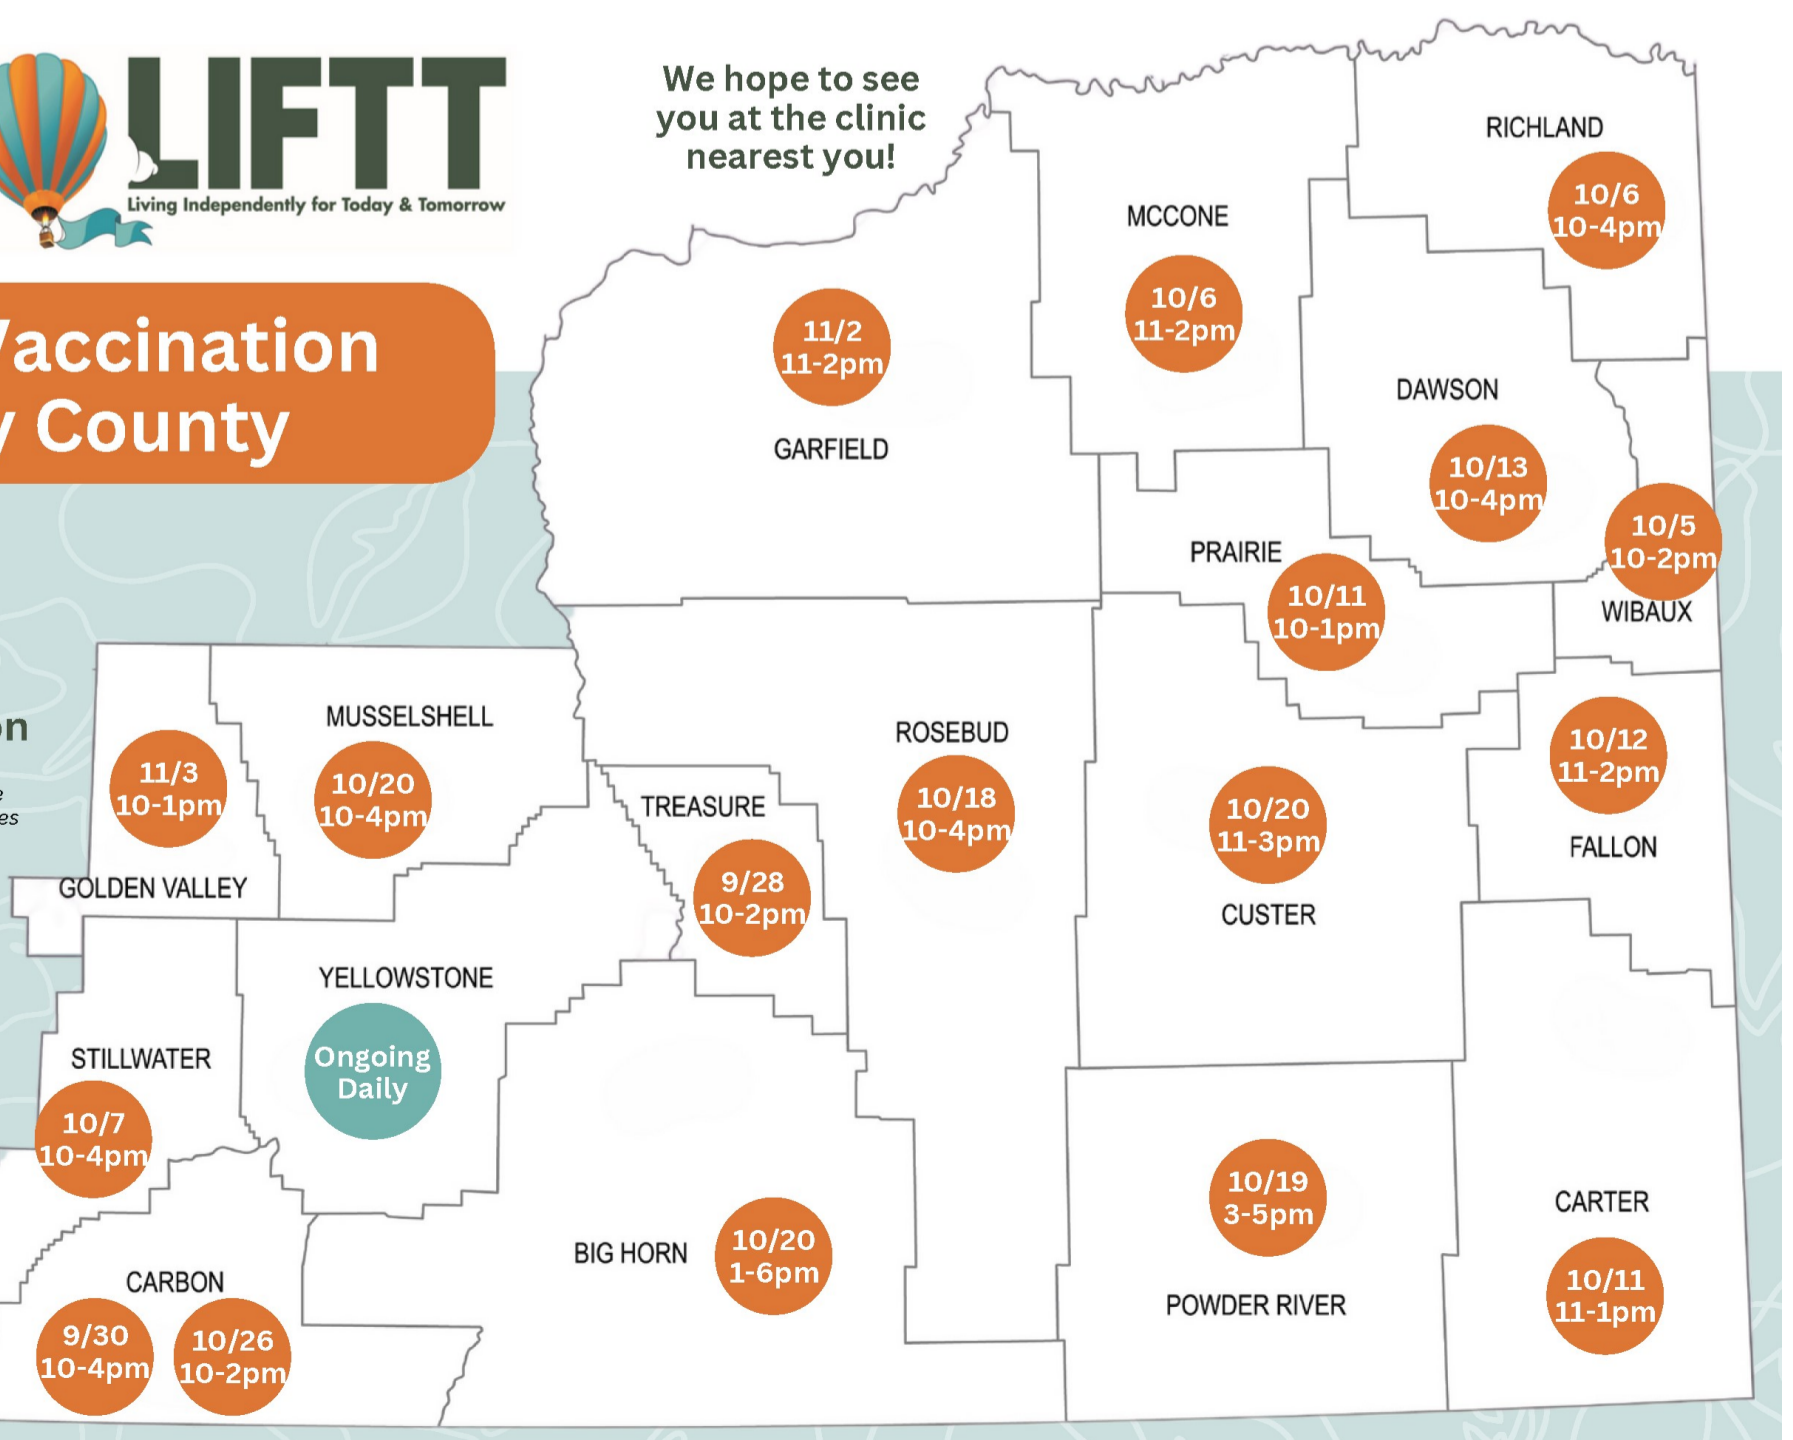 LIFTT
Living Independently for Today & Tomorrow
We hope to see
you at the clinic
nearest you!
Vaccination
y County
on
e
es
RICHLAND
10/6
10-4pm
MCCONE
10/6
11-2pm
11/2
11-2pm
GARFIELD
DAWSON
10/13
10-4pm
10/5
10-2pm
WIBAUX
PRAIRIE
10/11
10-1pm
MUSSELSHELL
10/20
10-4pm
11/3
10-1pm
GOLDEN VALLEY
ROSEBUD
10/18
10-4pm
TREASURE
9/28
10-2pm
10/20
11-3pm
CUSTER
10/12
11-2pm
FALLON
YELLOWSTONE
Ongoing
Daily
STILLWATER
10/7
10-4pm
CARBON
9/30
10-4pm
10/26
10-2pm
BIG HORN
10/20
1-6pm
10/19
3-5pm
POWDER RIVER
CARTER
10/11
11-1pm